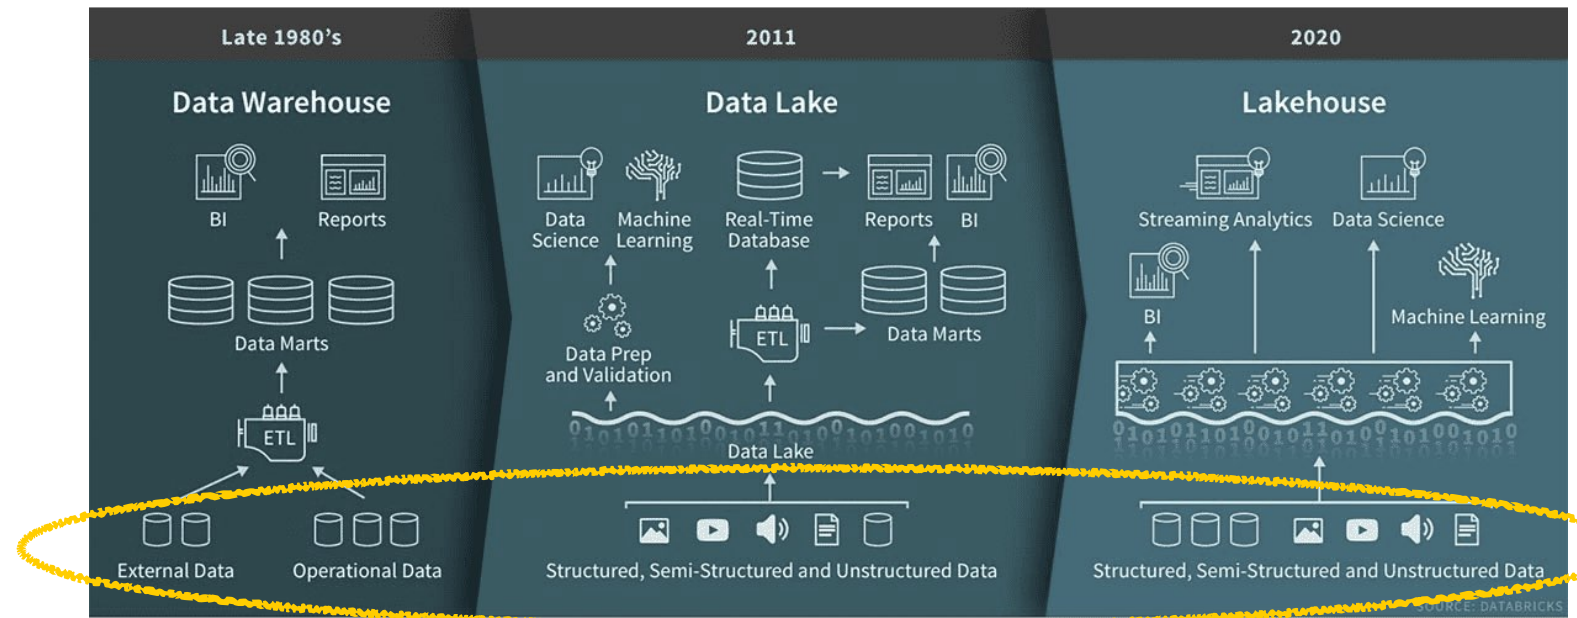 Late 1980's
Data Warehouse
BI
Reports
Data Marts
ETL
External Data
Operational Data
2011
Data Lake
Data
Science
Machine
Learning
Real-Time
Database
Reports
BI
Data Prep
and Validation
ETL
Data Marts
0101011010010110100101001010
Data Lake
Structured, Semi-Structured and Unstructured Data
2020
Lakehouse
Streaming Analytics
Data Science
BI
Machine Learning
Structured, Semi-Structured and Unstructured Data
SOURCE: DATABRICKS